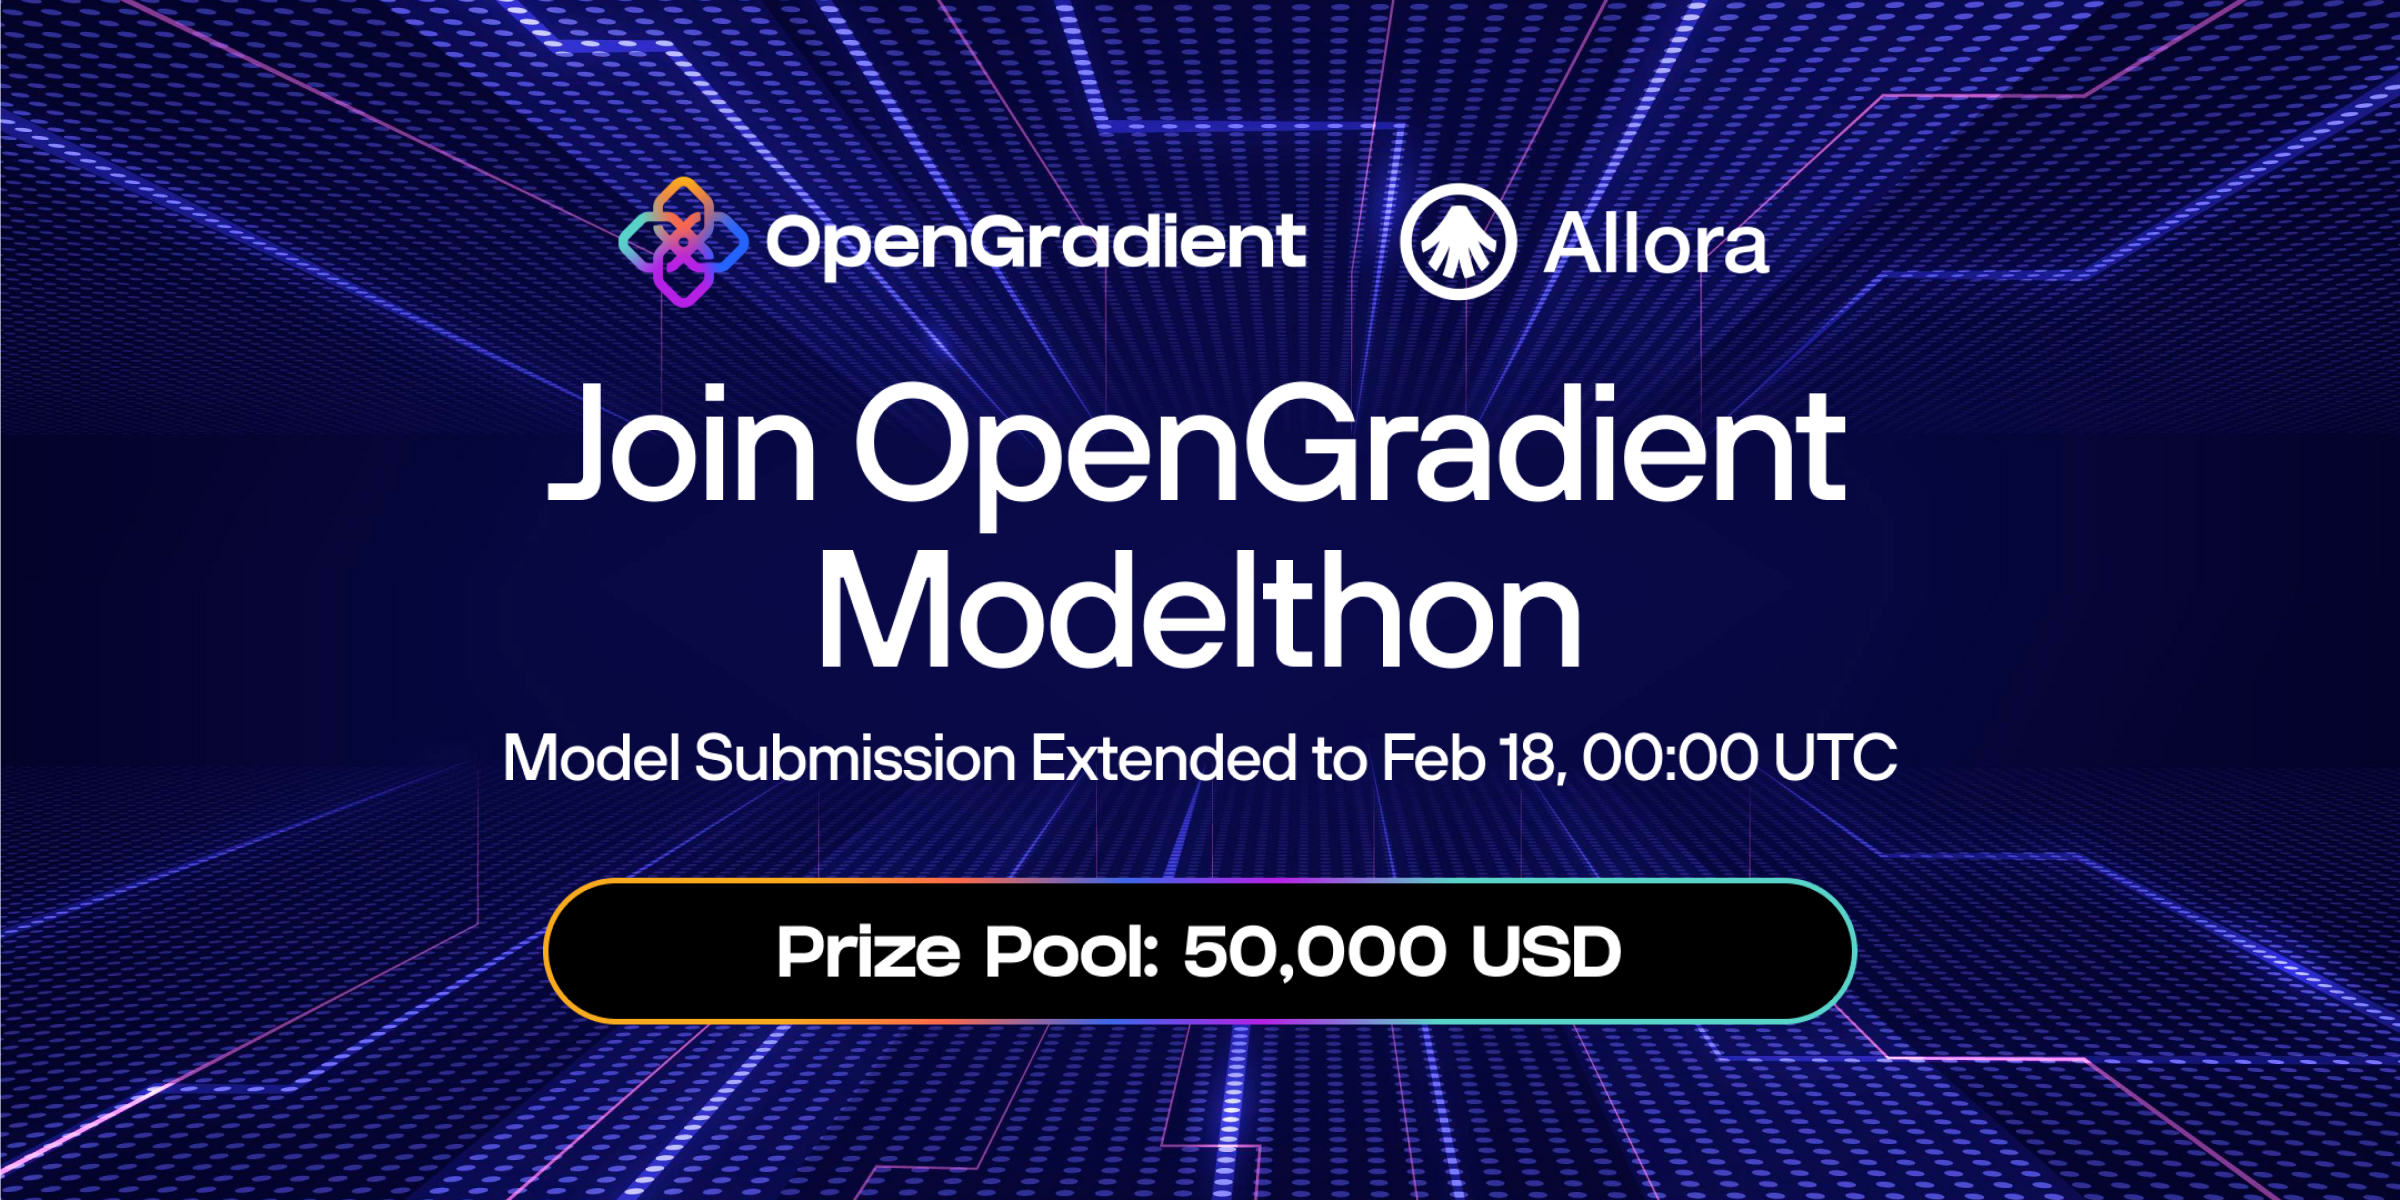 OpenGradient Allora
Join OpenGradient
Modelthon
Model Submission Extended to Feb 18, 00:00 UTC
Prize Pool: 50,000 USD